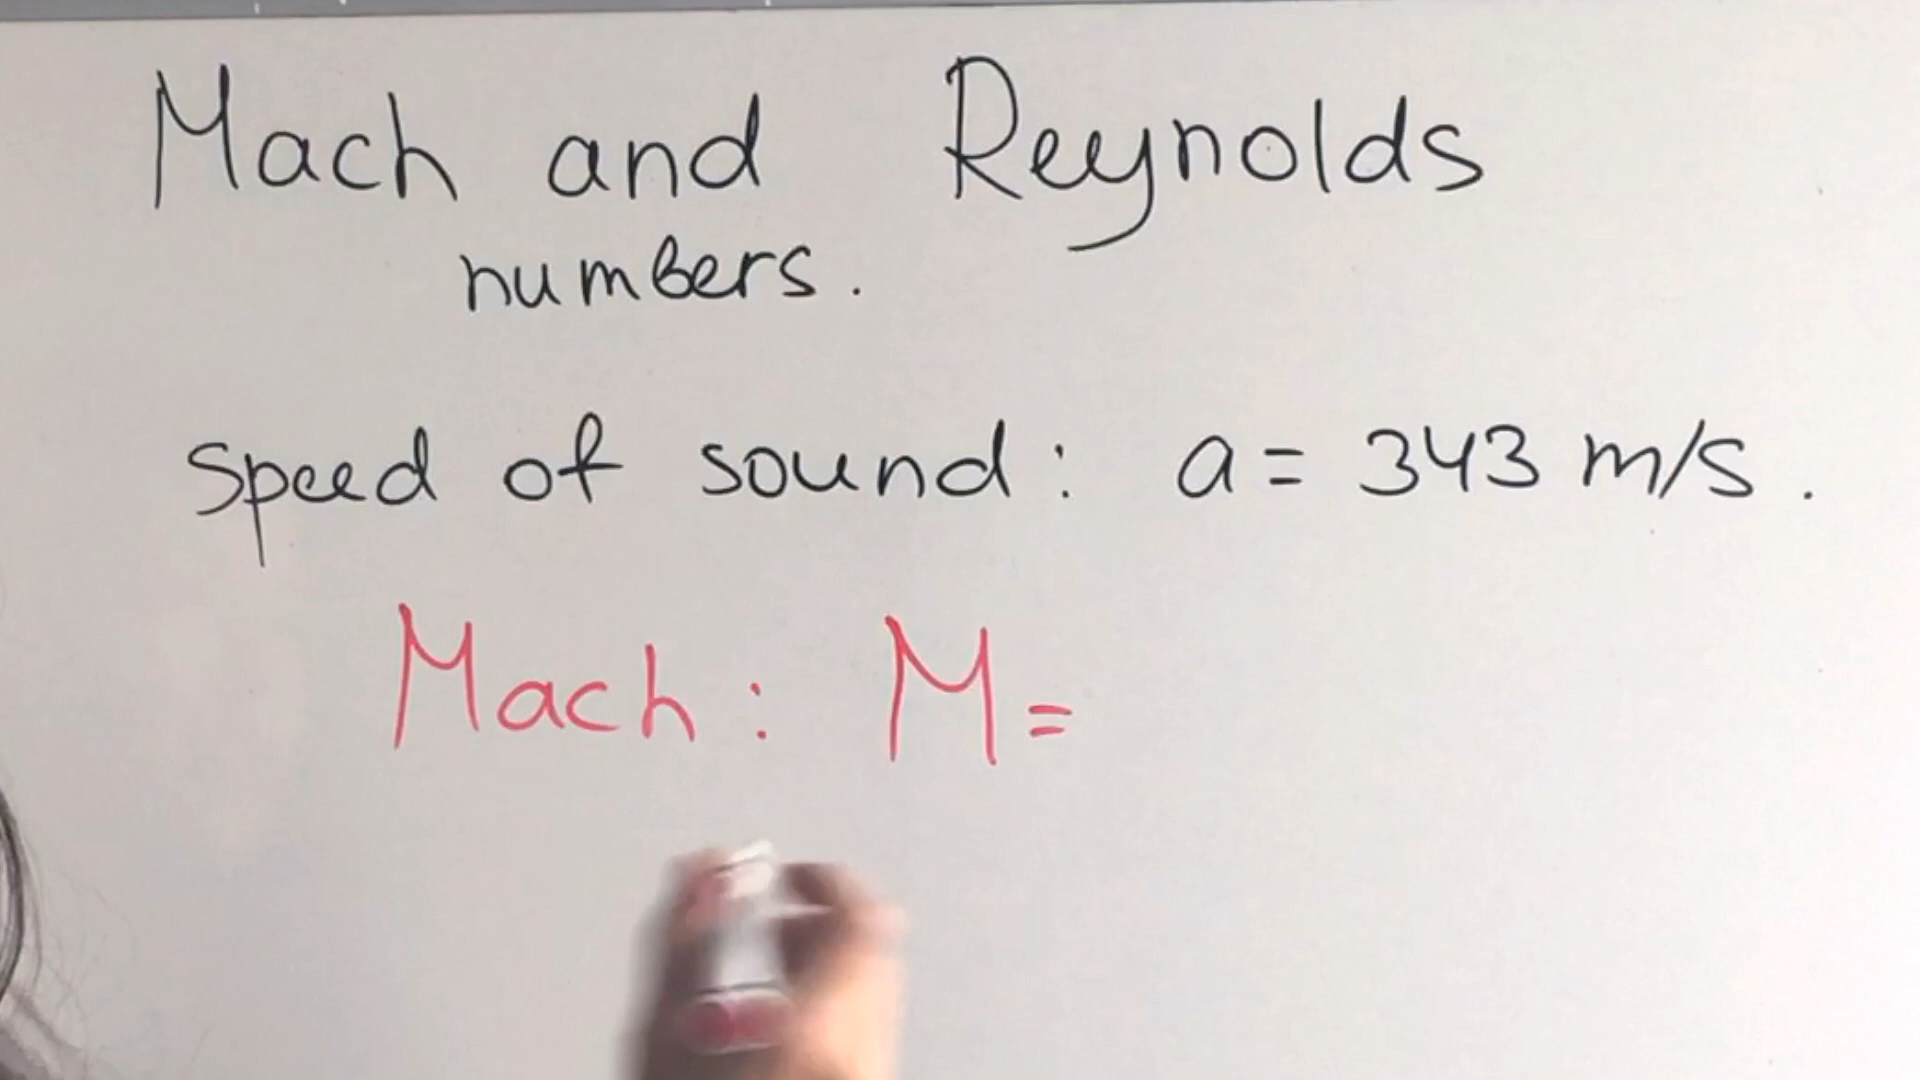 Mach and Reynolds
numbers.
speed of sound: a = 343 m/s.
Mach: M =